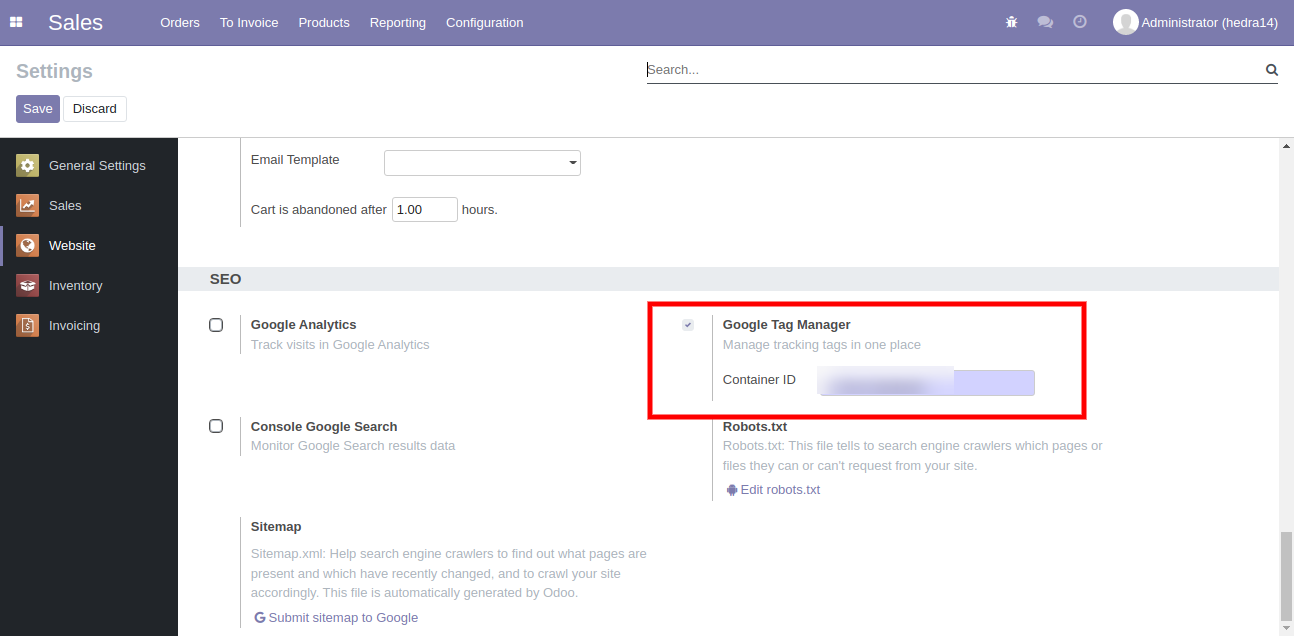 Sales Orders To Invoice Products Reporting Configuration Administrator (hedra14)
Settings
Search...
Save Discard
General Settings
Sales
Website
Inventory
Invoicing
Email Template
Cart is abandoned after 1.00 hours.
SEO
Google Analytics
Track visits in Google Analytics
Google Tag Manager
Manage tracking tags in one place
Container ID
Console Google Search
Monitor Google Search results data
Robots.txt
Robots.txt: This file tells to search engine crawlers which pages or
files they can or can't request from your site.
Edit robots.txt
Sitemap
Sitemap.xml: Help search engine crawlers to find out what pages are
present and which have recently changed, and to crawl your site
accordingly. This file is automatically generated by Odoo.
Submit sitemap to Google